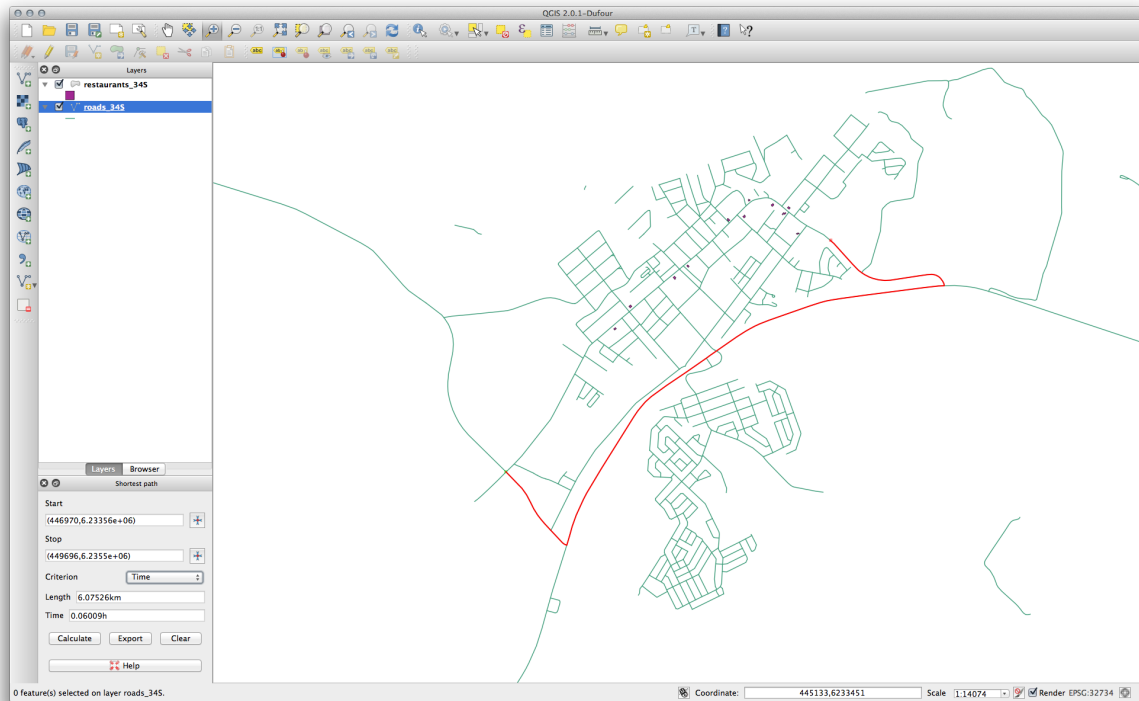 QGIS 2.0.1-Dufour
Layers
restaurants_34S
roads_34S
Layers Browser
Shortest path
Start
(446970,6.23356e+06)
Stop
(449696,6.2355e+06)
Criterion Time
Length 6.07526km
Time 0.06009h
Calculate Export Clear
Help
0 feature(s) selected on layer roads_34S.
Coordinate: 445133,6233451 Scale 1:14074 Render EPSG:32734